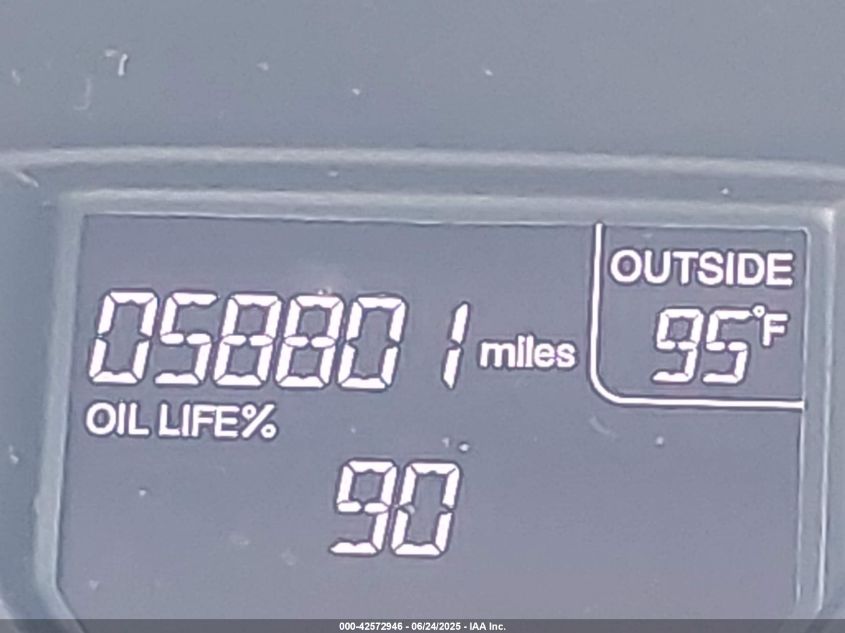 OUTSIDE
058801 miles 95°F
OIL LIFE%
90
000-42572946 - 06/24/2025 - IAA Inc.